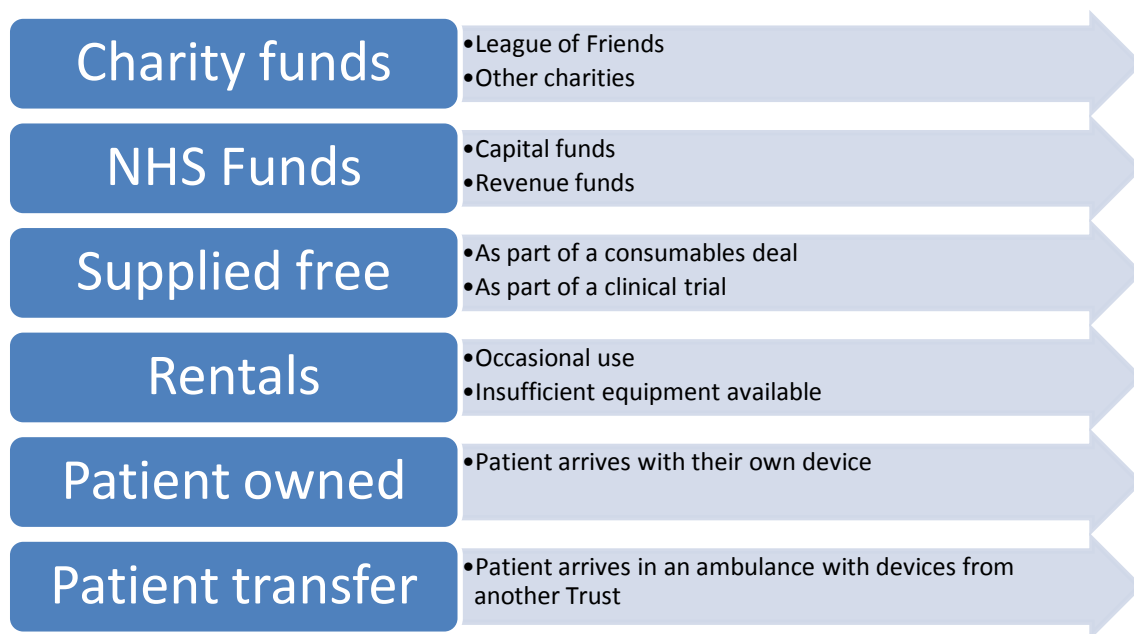 Charity funds
•League of Friends
•Other charities
NHS Funds
•Capital funds
•Revenue funds
Supplied free
•As part of a consumables deal
•As part of a clinical trial
Rentals
•Occasional use
•Insufficient equipment available
Patient owned
•Patient arrives with their own device
Patient transfer
•Patient arrives in an ambulance with devices from
another Trust